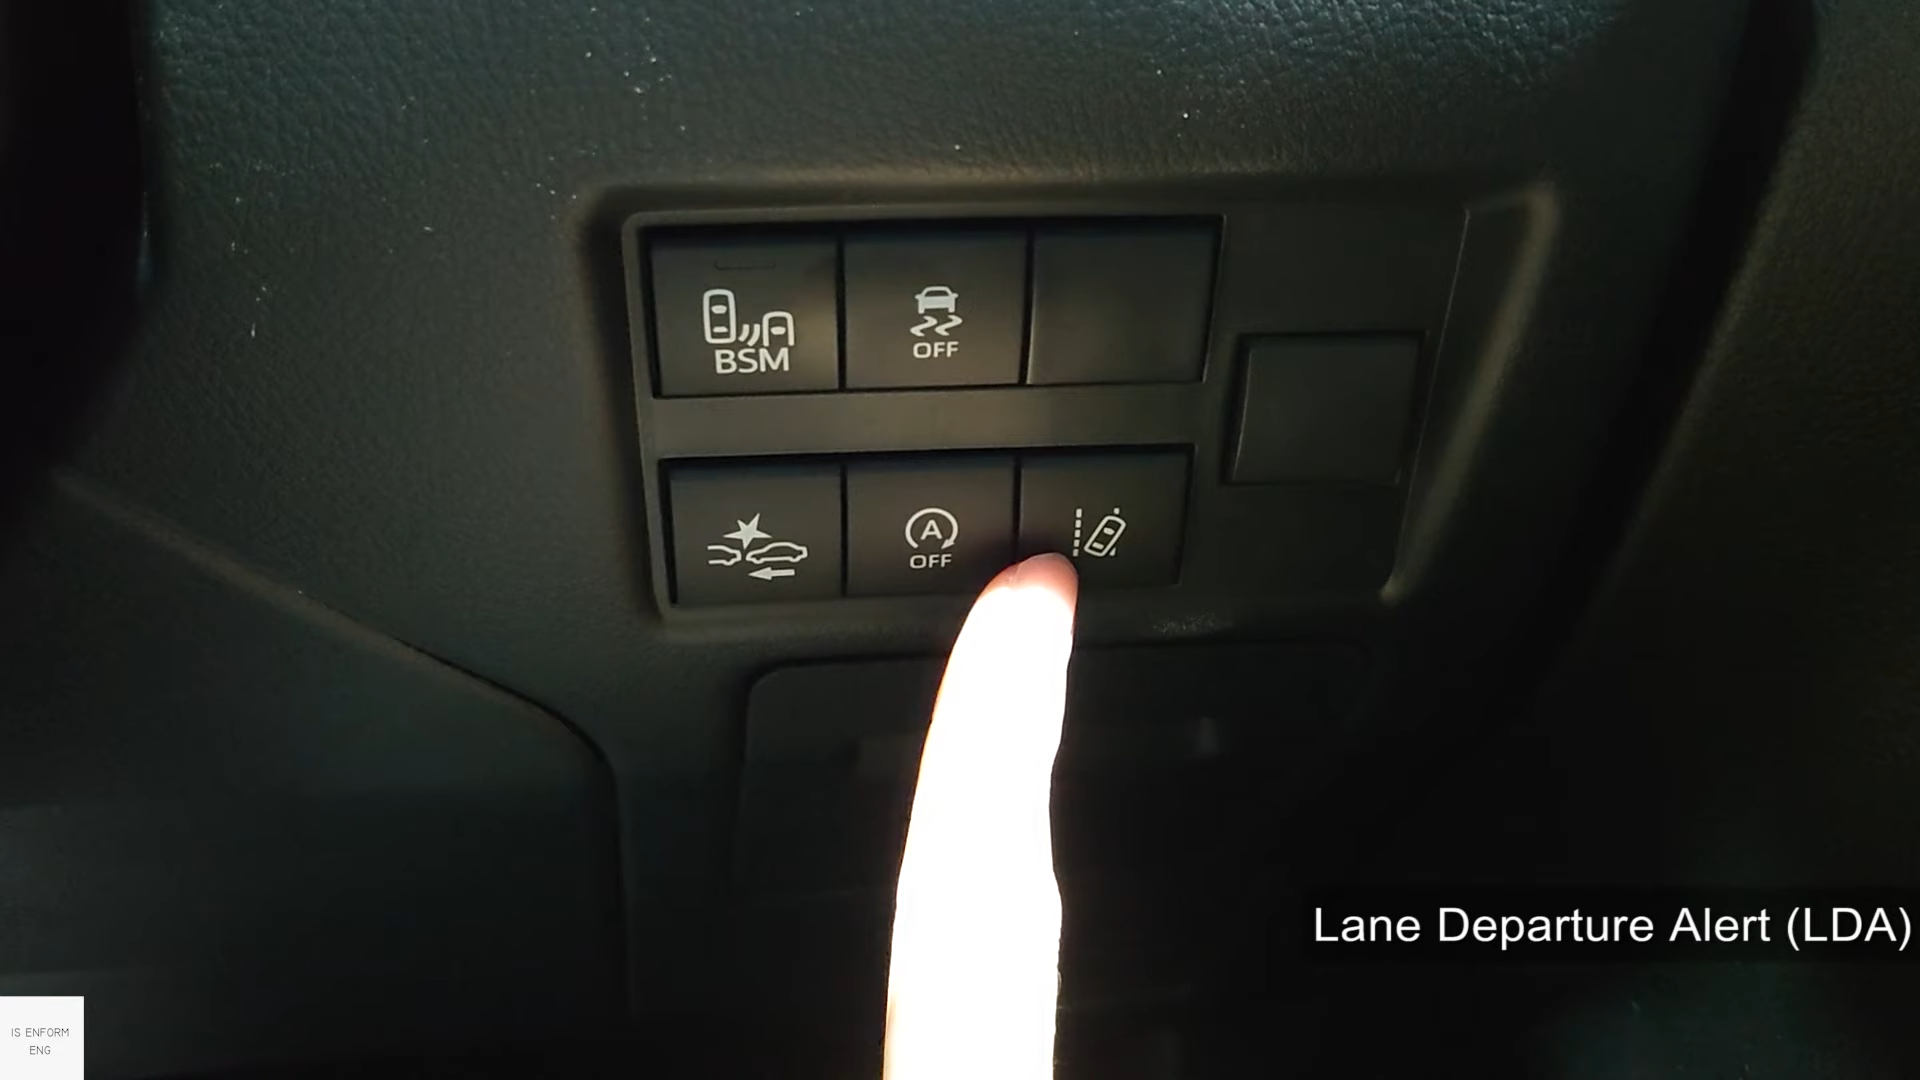 BSM
OFF
A
OFF
Lane Departure Alert (LDA)
IS ENFORM
ENG